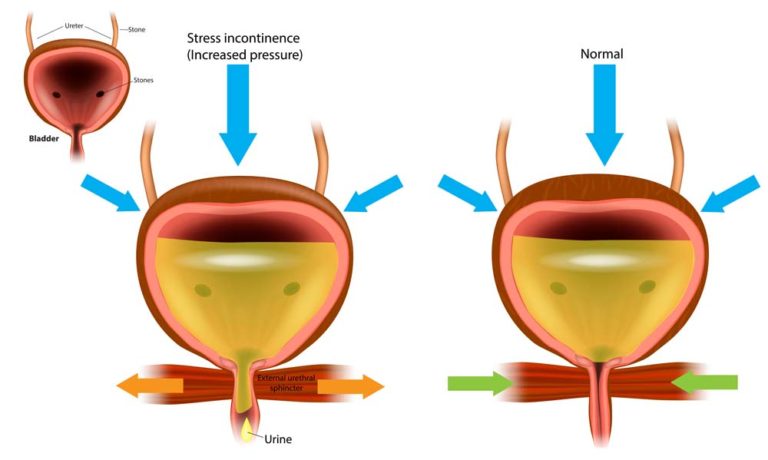 Ureter
Stone
Stones
Bladder
Stress incontinence
(Increased pressure)
Normal
External urethral
sphincter
Urine